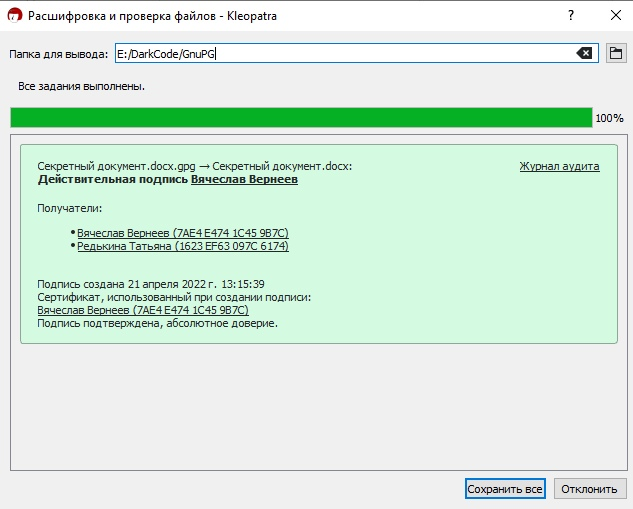 Расшифровка и проверка файлов - Kleopatra
Папка для вывода: E:/DarkCode/GnuPG
Все задания выполнены.
100%
Секретный документ.docx.gpg → Секретный документ.docx: Журнал аудита
Действительная подпись Вячеслав Вернеев
Получатели:
•Вячеслав Вернеев (7AE4 E474 1C45 9B7C)
•Редькина Татьяна (1623 EF63 097C 6174)
Подпись создана 21 апреля 2022 г. 13:15:39
Сертификат, использованный при создании подписи:
Вячеслав Вернеев (7AE4 E474 1C45 9B7C)
Подпись подтверждена, абсолютное доверие.
Сохранить все Отклонить